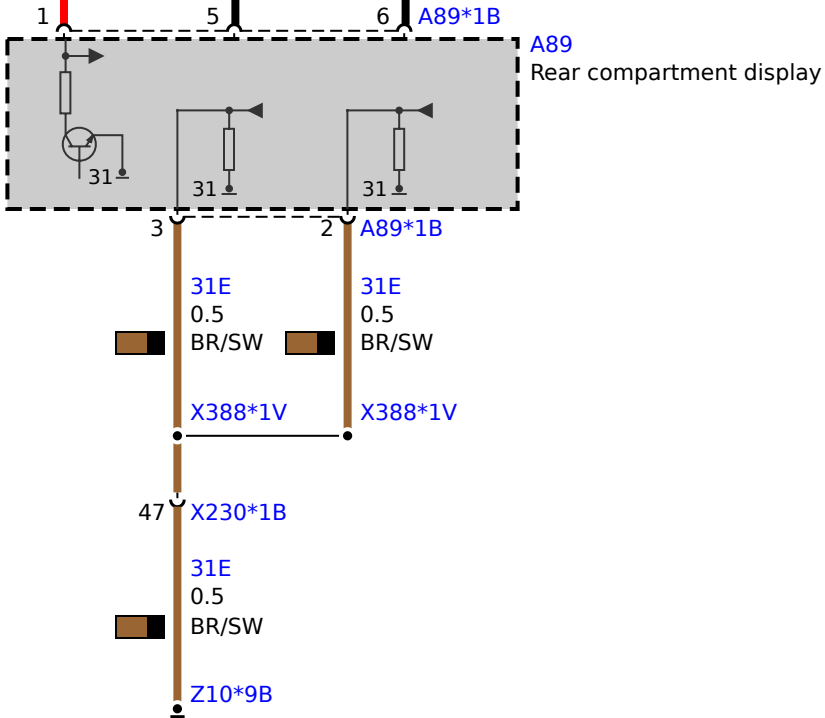 1 5 6 A89*1B
A89
Rear compartment display
31 31 31
3 2 A89*1B
31E 31E
0.5 0.5
BR/SW BR/SW
X388*1V X388*1V
47 X230*1B
31E
0.5
BR/SW
Z10*9B